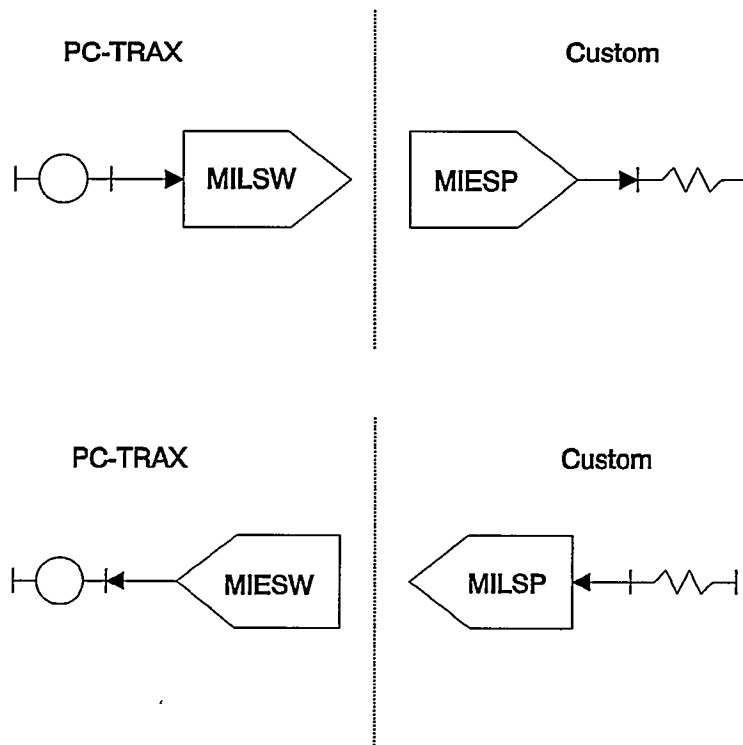 PC-TRAX
Custom
MILSW
MIESP
PC-TRAX
Custom
MIESW
MILSP